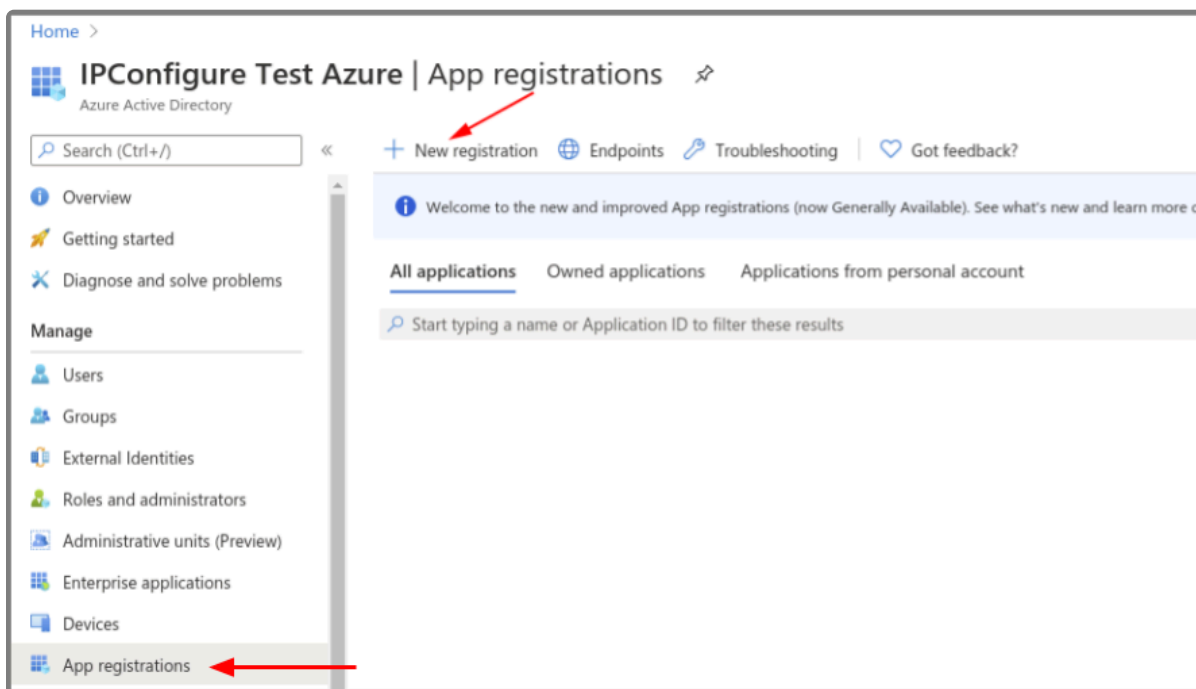 Home >
IPConfigure Test Azure | App registrations
Azure Active Directory
Search (Ctrl+/)
«
Overview
Getting started
Diagnose and solve problems
Manage
Users
Groups
External Identities
Roles and administrators
Administrative units (Preview)
Enterprise applications
Devices
App registrations
+ New registration Endpoints Troubleshooting Got feedback?
Welcome to the new and improved App registrations (now Generally Available). See what's new and learn more
All applications Owned applications Applications from personal account
Start typing a name or Application ID to filter these results